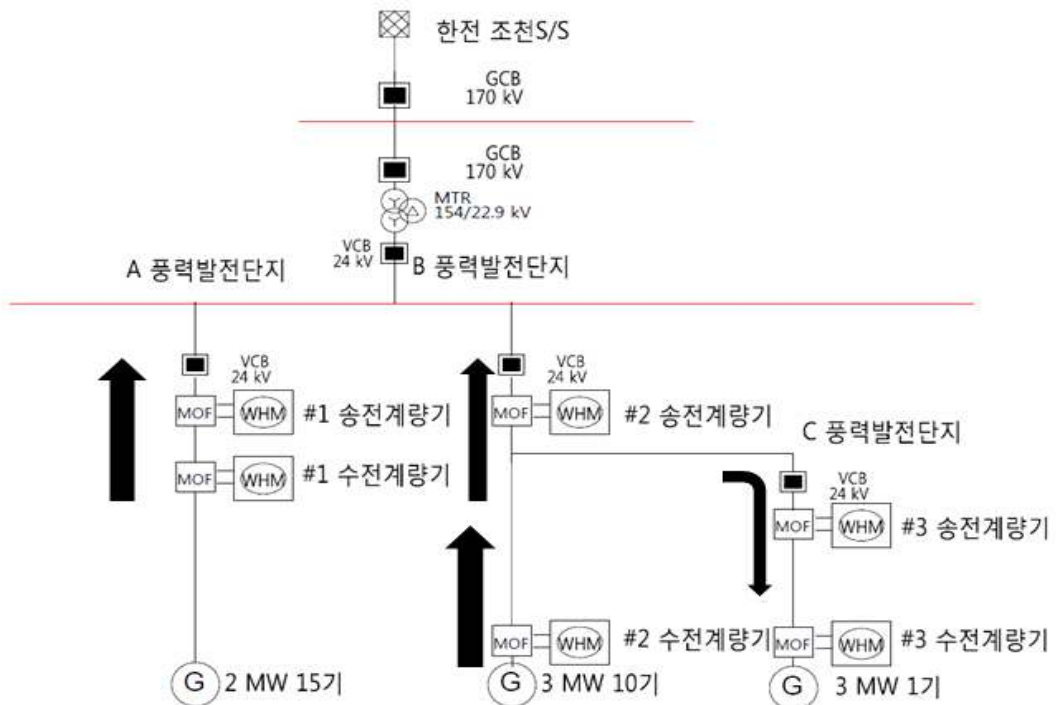 한전 조천S/S
GCB
170 kV
GCB
170 kV
MTR
154/22.9 kV
VCB
24 kV
A 풍력발전단지
B 풍력발전단지
VCB
24 kV
MOF
WHM
#1 송전계량기
MOF
WHM
#1 수전계량기
VCB
24 kV
MOF
WHM
#2 송전계량기
C 풍력발전단지
VCB
24 kV
MOF
WHM
#3 송전계량기
MOF
WHM
#2 수전계량기
MOF
WHM
#3 수전계량기
G
2 MW 15기
G
3 MW 10기
G
3 MW 1기